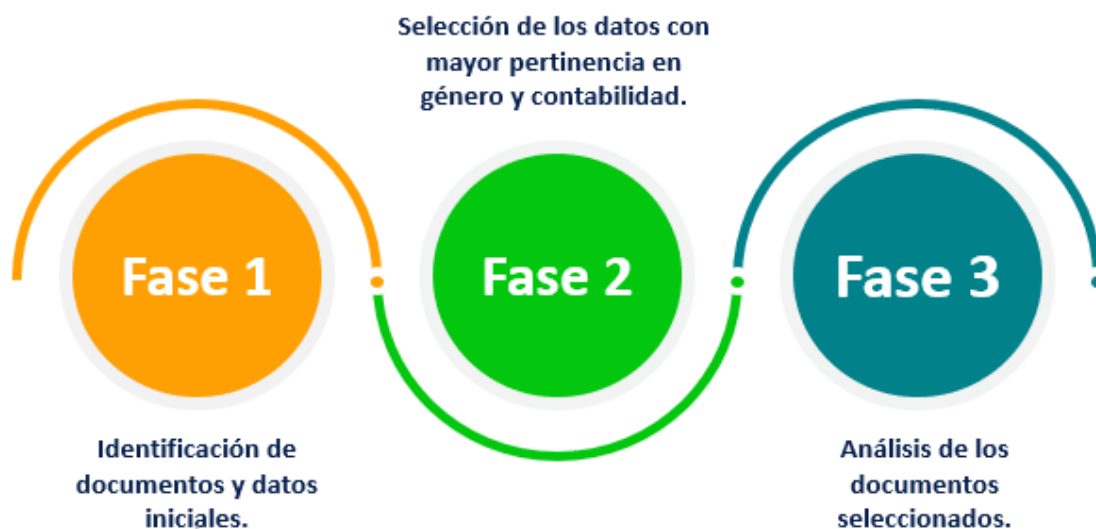 Selección de los datos con
mayor pertinencia en
género y contabilidad.
Fase 1
Fase 2
Fase 3
Identificación de
documentos y datos
iniciales.
Análisis de los
documentos
seleccionados.